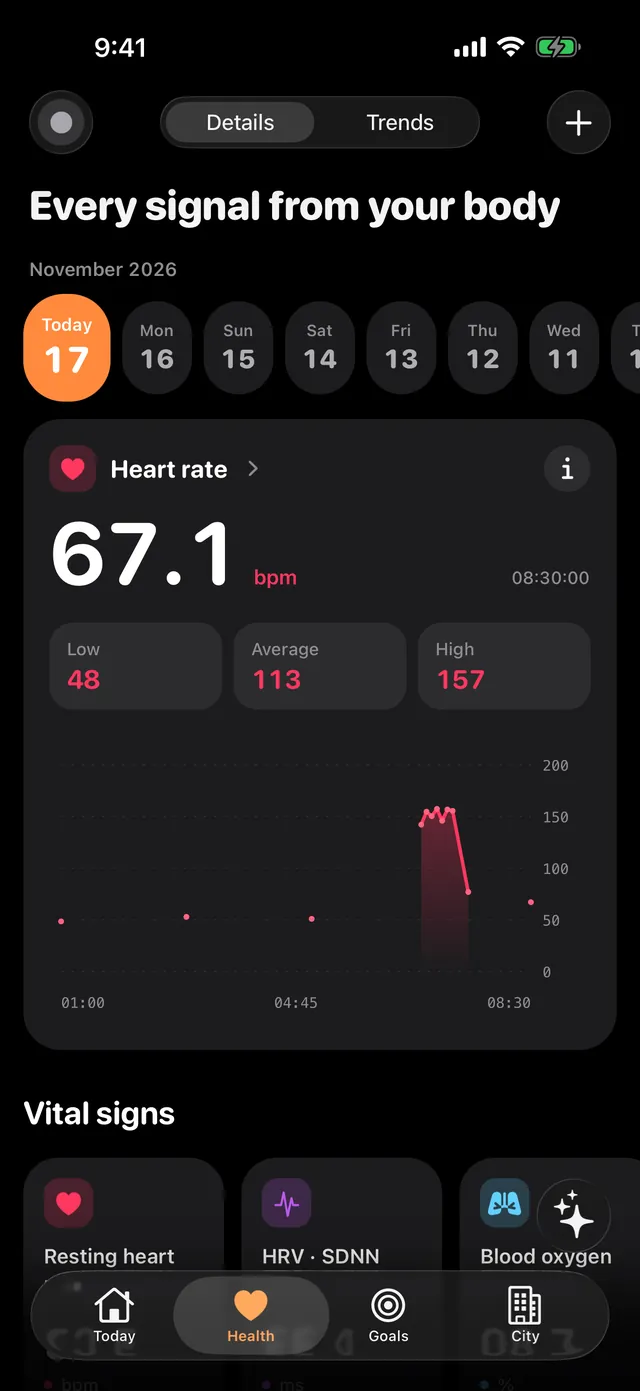 9:41
Details Trends
Every signal from your body
November 2026
Today Mon Sun Sat Fri Thu Wed
17 16 15 14 13 12 11
Heart rate
67.1 bpm 08:30:00
Low Average High
48 113 157
200
150
100
50
0
01:00 04:45 08:30
Vital signs
Resting heart HRV · SDNN Blood oxygen
Today Health Goals City
bpm ms %